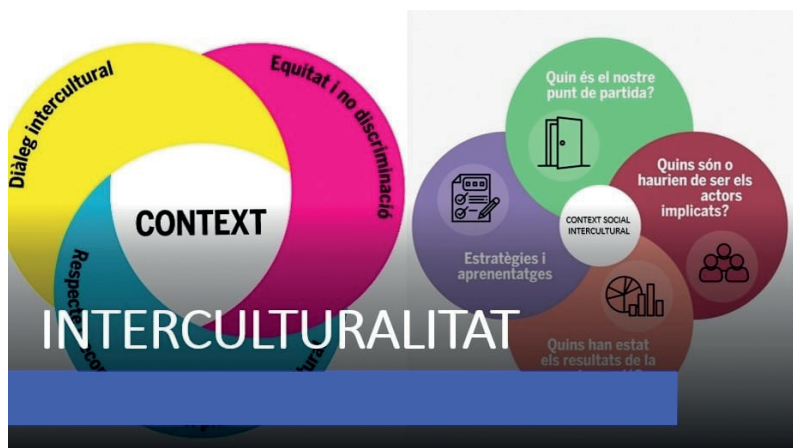 Diàleg intercultural
Equitat i no discriminació
CONTEXT
Quin és el nostre
punt de partida?
Quins són o
haurien de ser els
actors
implicats?
CONTEXT SOCIAL
INTERCULTURAL
Estratègies i
aprenentatges
Quins han estat
els resultats de la
INTERCULTURALITAT